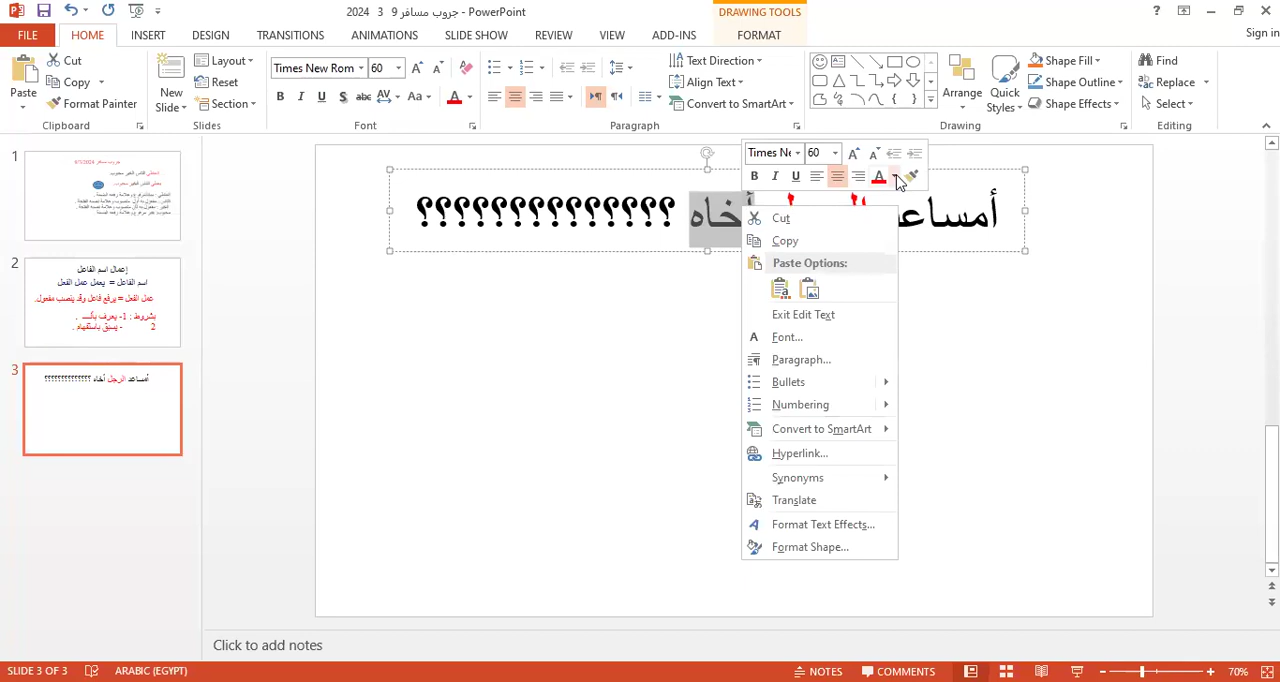 جروب مسافر 9 3 2024 - PowerPoint
DRAWING TOOLS
FILE
HOME
INSERT
DESIGN
TRANSITIONS
ANIMATIONS
SLIDE SHOW
REVIEW
VIEW
ADD-INS
FORMAT
Sign in
Paste
Cut
Copy
Format Painter
Clipboard
New Slide
Layout
Reset
Section
Slides
Times New Rom
60
Font
Text Direction
Align Text
Convert to SmartArt
Paragraph
Arrange
Quick Styles
Shape Fill
Shape Outline
Shape Effects
Drawing
Find
Replace
Select
Editing
1
2
إعمال اسم الفاعل
اسم الفاعل = يعمل عمل الفعل
عمل الفعل = يرفع فاعل وقد ينصب مفعول.
3
أمساعد الرجل أخاه ؟؟؟؟؟؟؟؟؟؟؟؟؟؟
أخاه ؟؟؟؟؟؟؟؟؟؟؟؟؟؟
Times Ne
60
Cut
Copy
Paste Options:
Exit Edit Text
Font...
Paragraph...
Bullets
Numbering
Convert to SmartArt
Hyperlink...
Synonyms
Translate
Format Text Effects...
Format Shape...
Click to add notes
SLIDE 3 OF 3
ARABIC (EGYPT)
NOTES
COMMENTS
70%